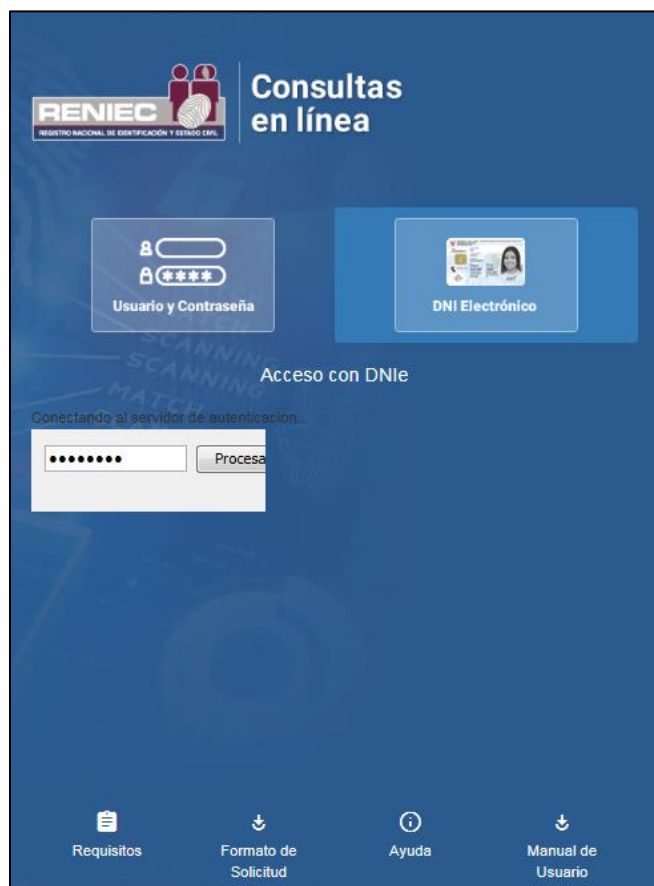 RENIEC
REGISTRO NACIONAL DE IDENTIFICACIÓN Y ESTADO CIVIL
Consultas
en línea
****
Usuario y Contraseña
DNI Electrónico
Acceso con DNIe
Conectando al servidor de autenticacion...
••••••••
Procesa
Requisitos
Formato de
Solicitud
Ayuda
Manual de
Usuario